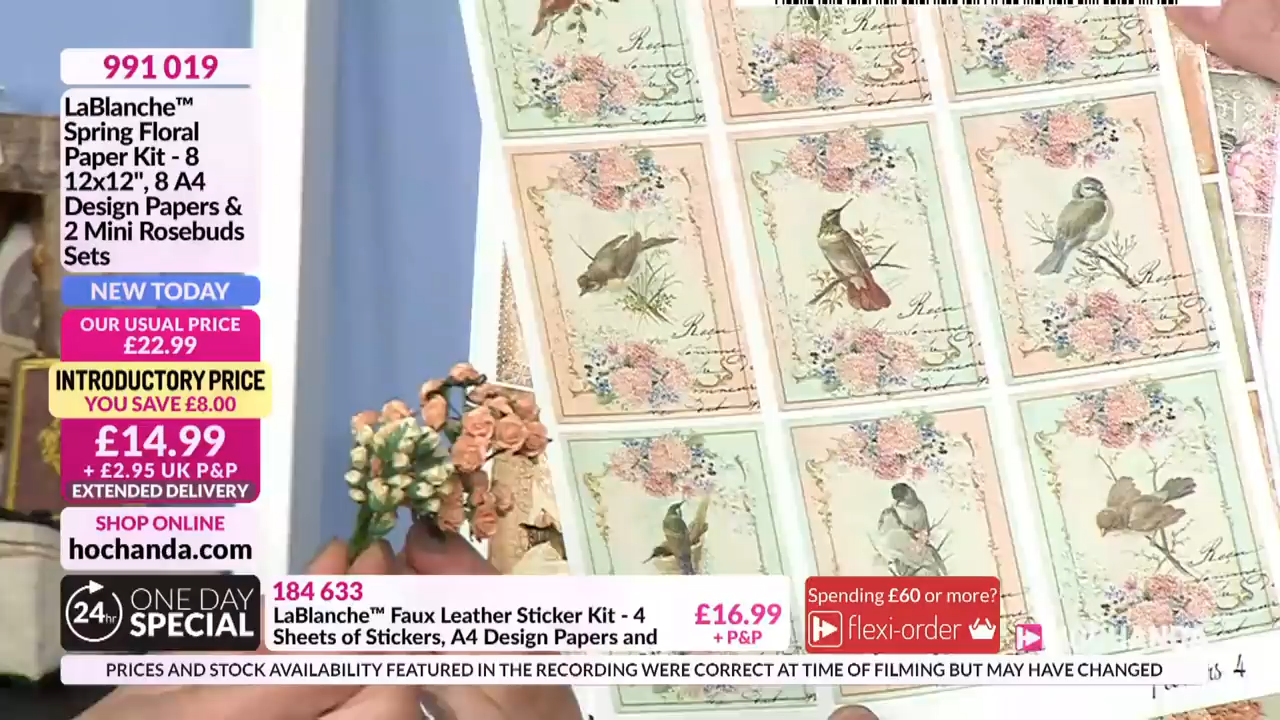 991 019
LaBlanche™
Spring Floral
Paper Kit - 8
12x12", 8 A4
Design Papers &
2 Mini Rosebuds
Sets
NEW TODAY
OUR USUAL PRICE
£22.99
INTRODUCTORY PRICE
YOU SAVE £8.00
£14.99
+ £2.95 UK P&P
EXTENDED DELIVERY
SHOP ONLINE
hochanda.com
24hr
ONE DAY
SPECIAL
184 633
LaBlanche™ Faux Leather Sticker Kit - 4
Sheets of Stickers, A4 Design Papers and
£16.99
+ P&P
Spending £60 or more?
flexi-order
HOCHANDA
PRICES AND STOCK AVAILABILITY FEATURED IN THE RECORDING WERE CORRECT AT TIME OF FILMING BUT MAY HAVE CHANGED
4